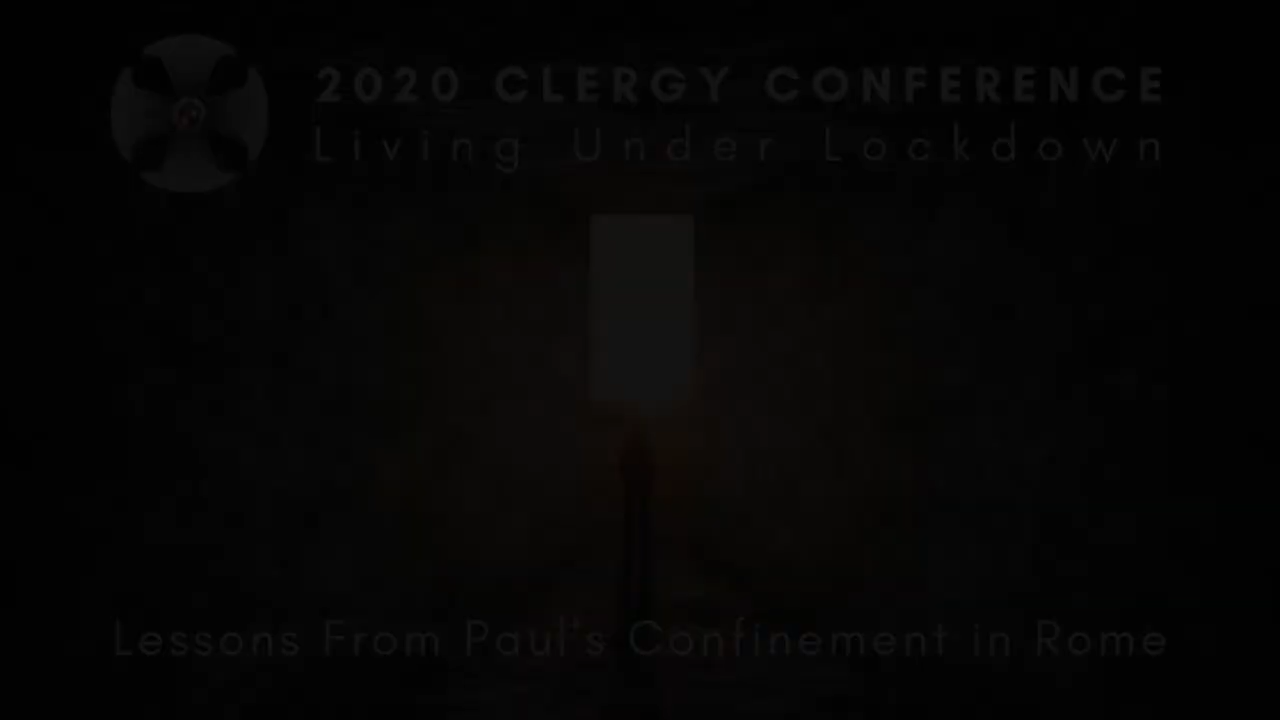 2020 CLERGY CONFERENCE
Living Under Lockdown
Lessons From Paul's Confinement in Rome